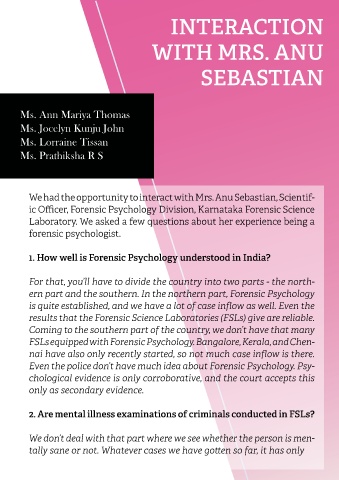 INTERACTION
WITH MRS. ANU
SEBASTIAN
Ms. Ann Mariya Thomas
Ms. Jocelyn Kunju John
Ms. Lorraine Tissan
Ms. Prathiksha R S
We had the opportunity to interact with Mrs. Anu Sebastian, Scientif-
ic Officer, Forensic Psychology Division, Karnataka Forensic Science
Laboratory. We asked a few questions about her experience being a
forensic psychologist.
1. How well is Forensic Psychology understood in India?
For that, you'll have to divide the country into two parts - the north-
ern part and the southern. In the northern part, Forensic Psychology
is quite established, and we have a lot of case inflow as well. Even the
results that the Forensic Science Laboratories (FSLs) give are reliable.
Coming to the southern part of the country, we don't have that many
FSLs equipped with Forensic Psychology. Bangalore, Kerala, and Chen-
nai have also only recently started, so not much case inflow is there.
Even the police don't have much idea about Forensic Psychology. Psy-
chological evidence is only corroborative, and the court accepts this
only as secondary evidence.
2. Are mental illness examinations of criminals conducted in FSLs?
We don't deal with that part where we see whether the person is men-
tally sane or not. Whatever cases we have gotten so far, it has only